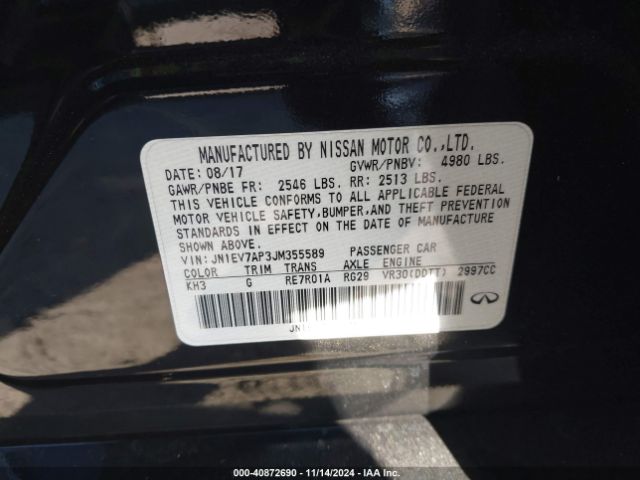 MANUFACTURED BY NISSAN MOTOR CO.,LTD.
DATE: 08/17 GVWR/PNBV: 4980 LBS.
GAWR/PNBE FR: 2546 LBS. RR: 2513 LBS.
THIS VEHICLE CONFORMS TO ALL APPLICABLE FEDERAL
MOTOR VEHICLE SAFETY,BUMPER,AND THEFT PREVENTION
STANDARDS IN EFFECT ON THE DATE OF MANUFACTURE
SHOWN ABOVE.
VIN: JN1EV7AP3JM355589 PASSENGER CAR
COLOR TRIM TRANS AXLE ENGINE
KH3 G RE7R01A RG29 VR30(DDTT) 2997CC
000-40872690 - 11/14/2024 - IAA Inc.